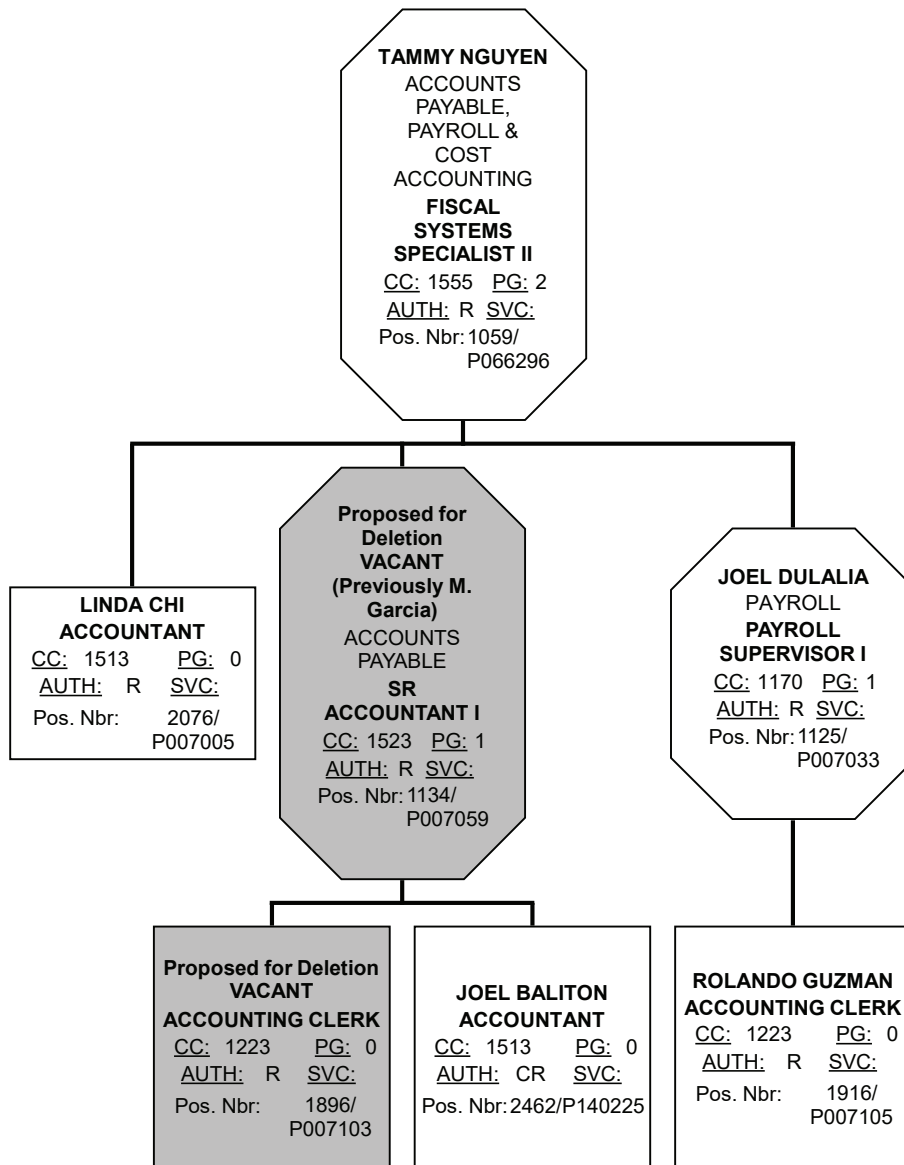 TAMMY NGUYEN
ACCOUNTS
PAYABLE,
PAYROLL &
COST
ACCOUNTING
FISCAL
SYSTEMS
SPECIALIST II
CC: 1555 PG: 2
AUTH: R SVC:
Pos. Nbr: 1059/
P066296
LINDA CHI
ACCOUNTANT
CC: 1513 PG: 0
AUTH: R SVC:
Pos. Nbr: 2076/
P007005
Proposed for
Deletion
VACANT
(Previously M.
Garcia)
ACCOUNTS
PAYABLE
SR
ACCOUNTANT I
CC: 1523 PG: 1
AUTH: R SVC:
Pos. Nbr: 1134/
P007059
JOEL DULALIA
PAYROLL
PAYROLL
SUPERVISOR I
CC: 1170 PG: 1
AUTH: R SVC:
Pos. Nbr: 1125/
P007033
Proposed for Deletion
VACANT
ACCOUNTING CLERK
CC: 1223 PG: 0
AUTH: R SVC:
Pos. Nbr: 1896/
P007103
JOEL BALITON
ACCOUNTANT
CC: 1513 PG: 0
AUTH: CR SVC:
Pos. Nbr: 2462/P140225
ROLANDO GUZMAN
ACCOUNTING CLERK
CC: 1223 PG: 0
AUTH: R SVC:
Pos. Nbr: 1916/
P007105